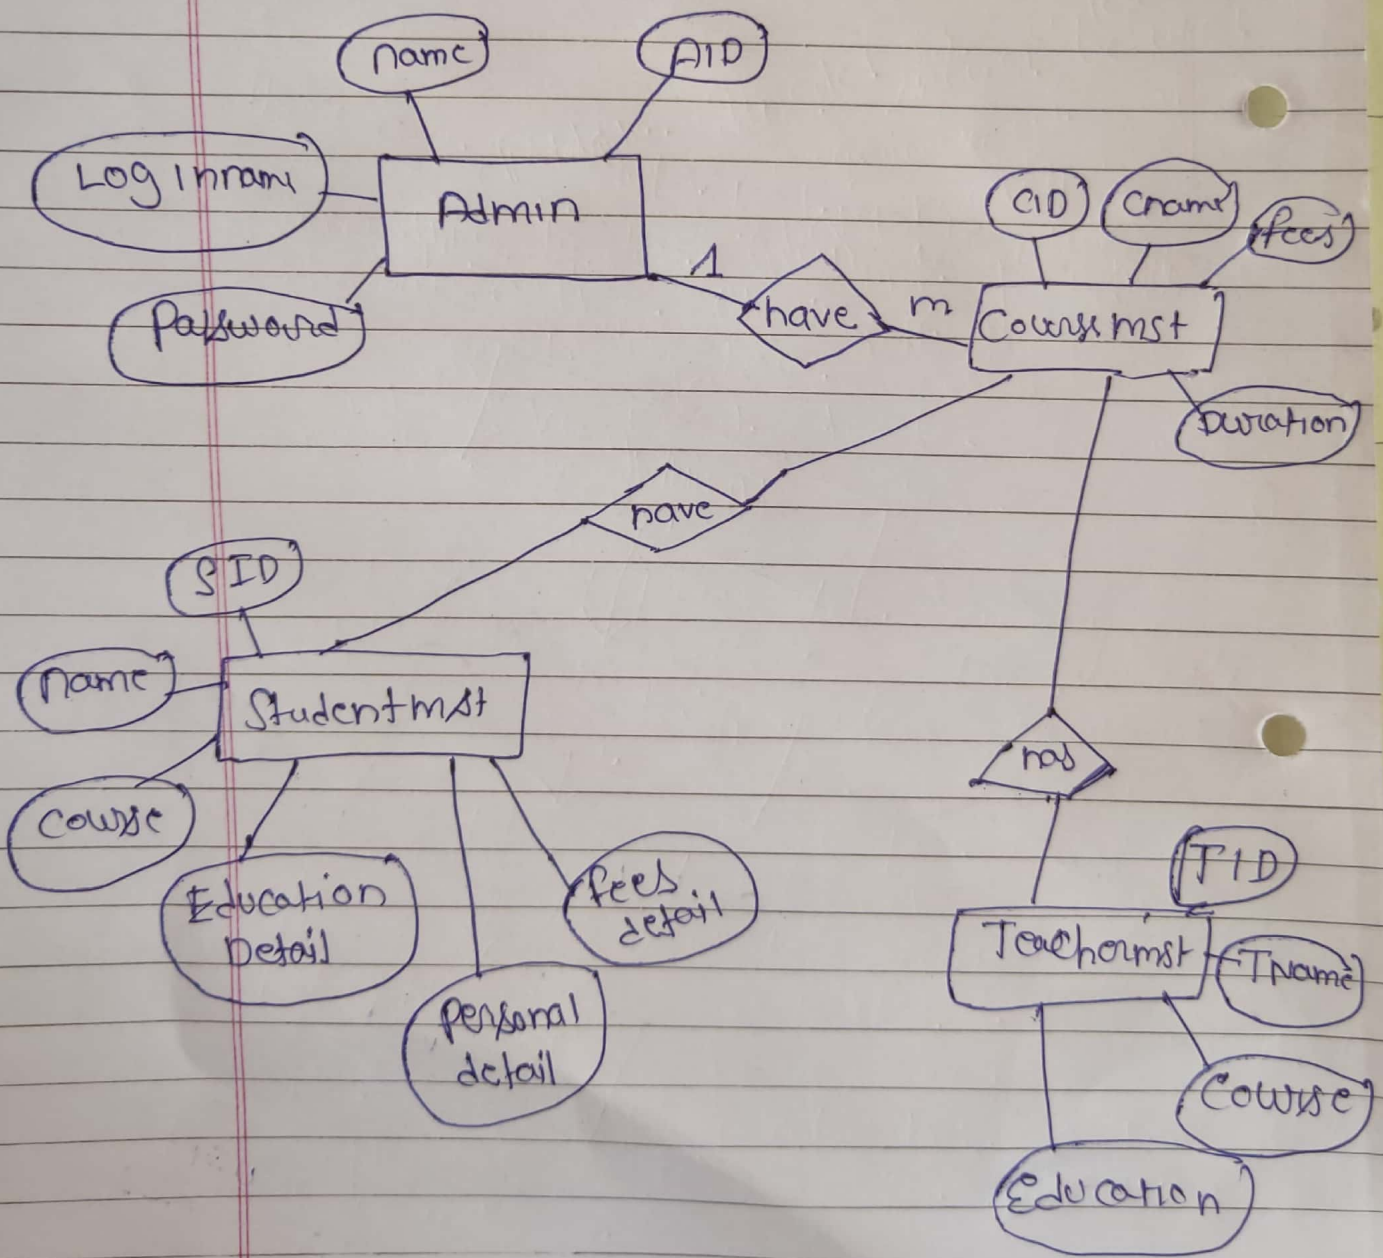 name
AID
Loginname
Admin
Password
1
have
m
CID
Cname
fees
Coursemst
Duration
have
SID
name
Studentmst
course
Education
Detail
fees
detail
personal
detail
has
TID
Teachermst
TName
Course
Education